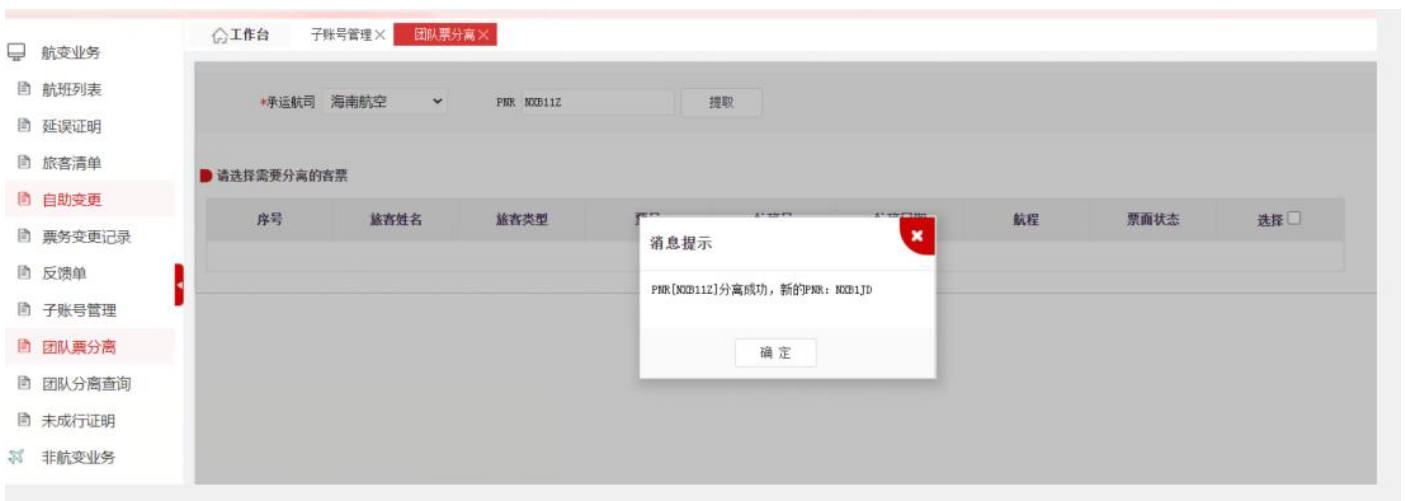 工作台 子账号管理× 团队票分离×
航变业务
航班列表
延误证明
旅客清单
自助变更
票务变更记录
反馈单
子账号管理
团队票分离
团队分离查询
未成行证明
非航变业务
*承运航司 海南航空 PNR NXB11Z 提取
请选择需要分离的客票
序号 旅客姓名 旅客类型 航程 票面状态 选择
消息提示
PNR[NXB11Z]分离成功，新的PNR：NXB1JD
确定